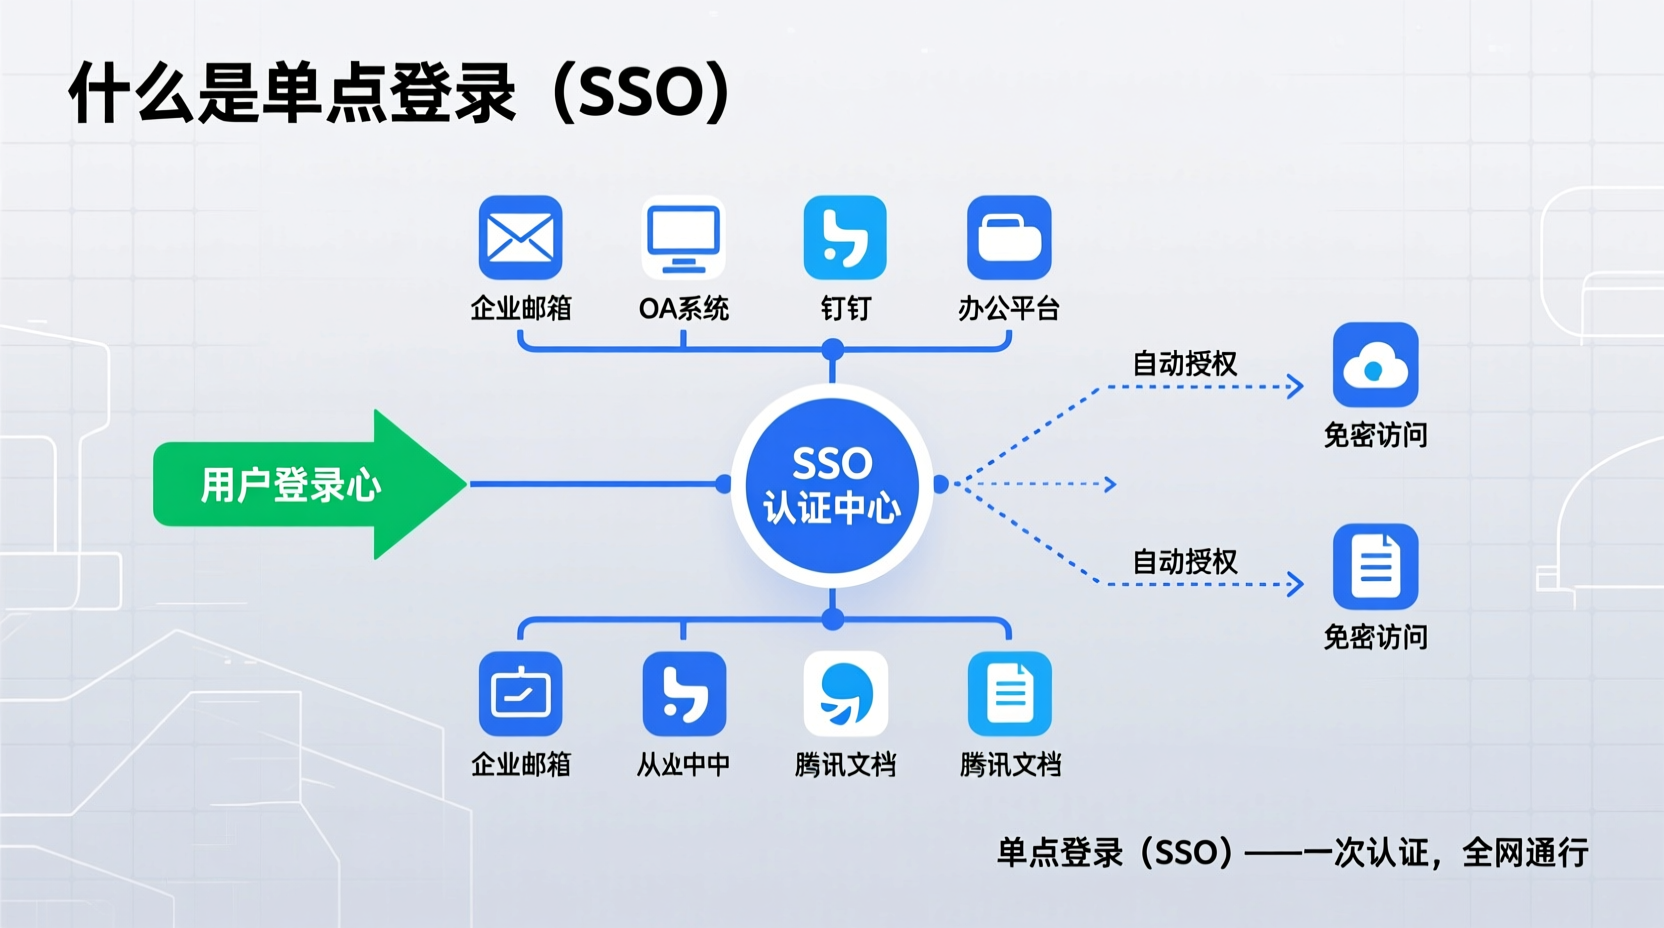 什么是单点登录（SSO）
企业邮箱
OA系统
钉钉
办公平台
自动授权
免密访问
用户登录心
SSO
认证中心
自动授权
免密访问
企业邮箱
从业中中
腾讯文档
腾讯文档
单点登录（SSO）——一次认证，全网通行